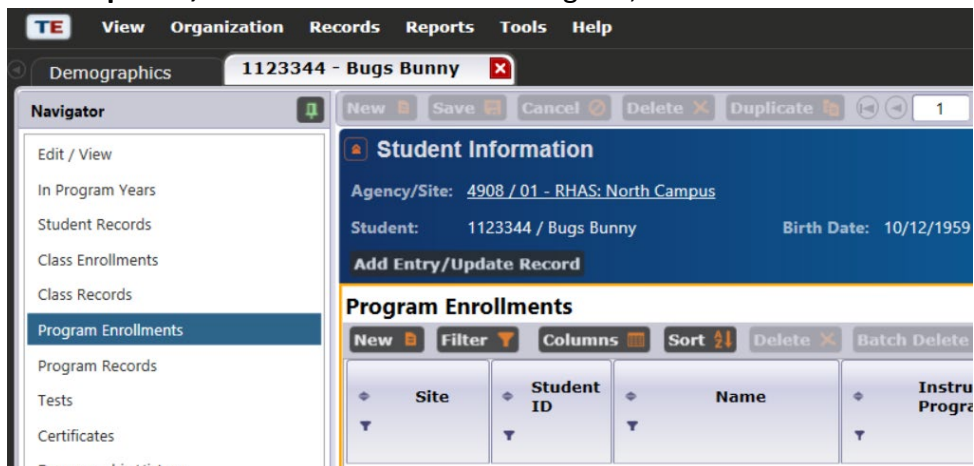 TE View Organization Records Reports Tools Help
Demographics 1123344 - Bugs Bunny
Navigator
New Save Cancel Delete Duplicate 1
Edit / View
In Program Years
Student Records
Class Enrollments
Class Records
Program Enrollments
Program Records
Tests
Certificates
Student Information
Agency/Site: 4908 / 01 - RHAS: North Campus
Student: 1123344 / Bugs Bunny Birth Date: 10/12/1959
Add Entry/Update Record
Program Enrollments
New Filter Columns Sort Delete Batch Delete
Site Student ID Name